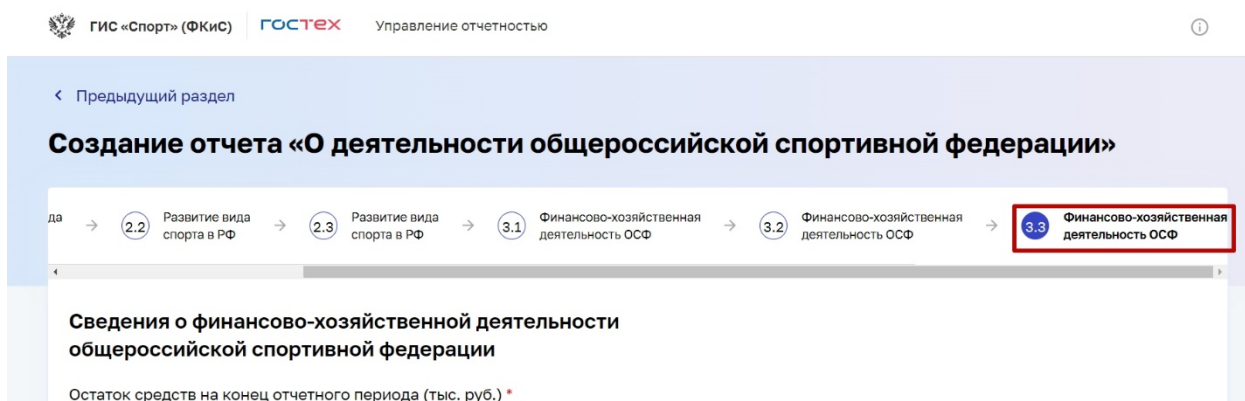 ГИС «Спорт» (ФКиС) ГОСТЕХ Управление отчетностью
Предыдущий раздел
Создание отчета «О деятельности общероссийской спортивной федерации»
да → 2.2 Развитие вида → 2.3 Развитие вида → 3.1 Финансово-хозяйственная → 3.2 Финансово-хозяйственная → 3.3 Финансово-хозяйственная
спорта в РФ спорта в РФ деятельность ОСФ деятельность ОСФ деятельность ОСФ
Сведения о финансово-хозяйственной деятельности
общероссийской спортивной федерации
Остаток средств на конец отчетного периода (тыс. руб.) *